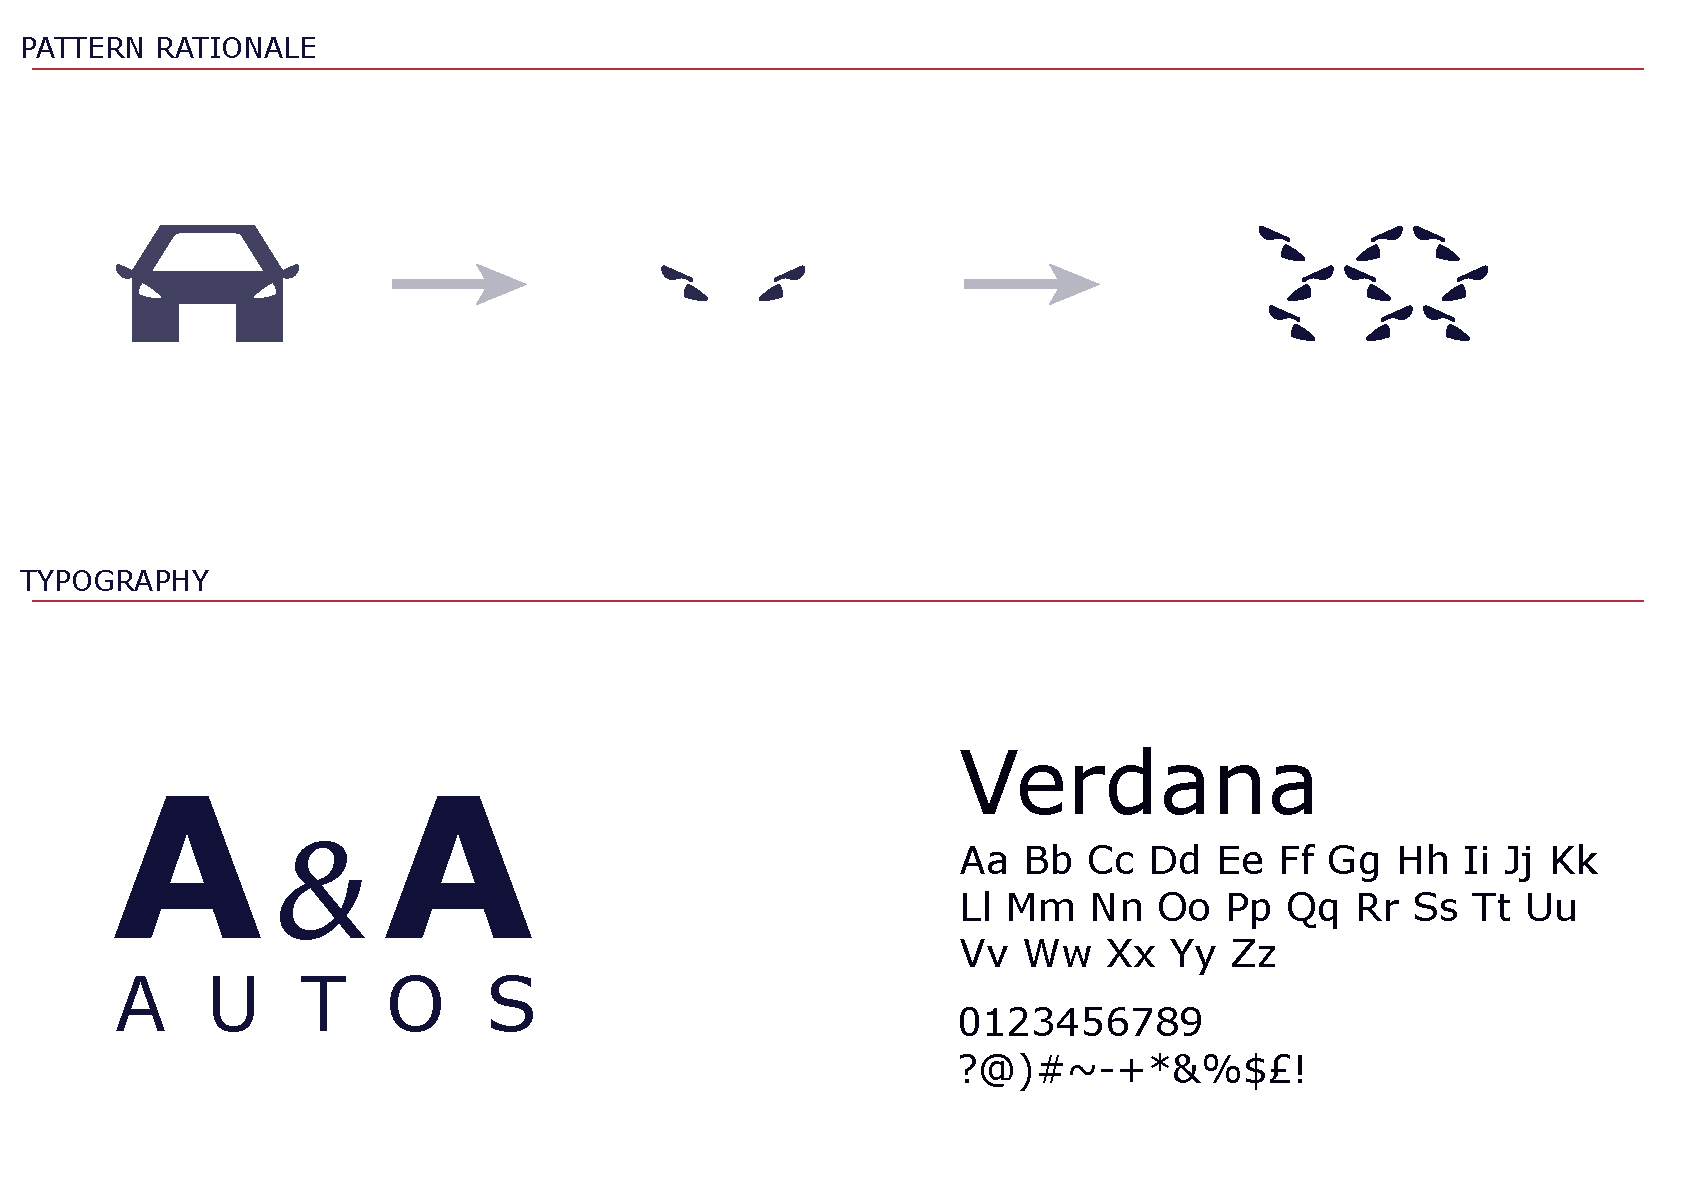 PATTERN RATIONALE
TYPOGRAPHY
A&A
AUTOS
Verdana
Aa Bb Cc Dd Ee Ff Gg Hh Ii Jj Kk
Ll Mm Nn Oo Pp Qq Rr Ss Tt Uu
Vv Ww Xx Yy Zz
0123456789
?@)#~-+*&%$£!